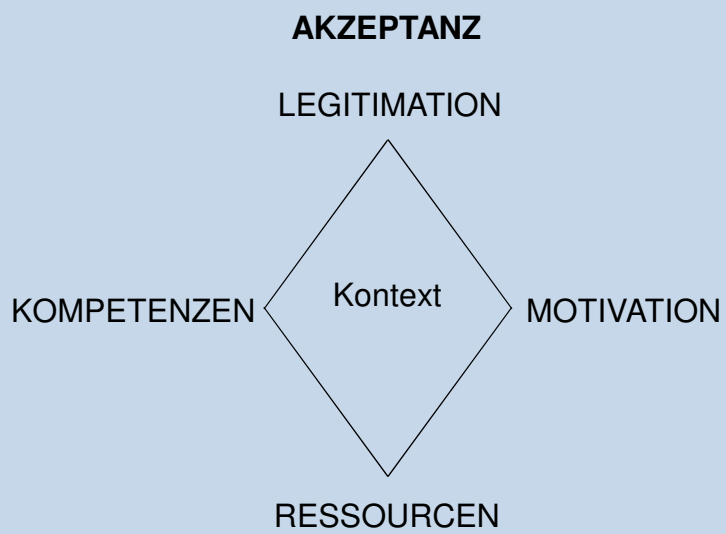 AKZEPTANZ
LEGITIMATION
KOMPETENZEN
Kontext
MOTIVATION
RESSOURCEN